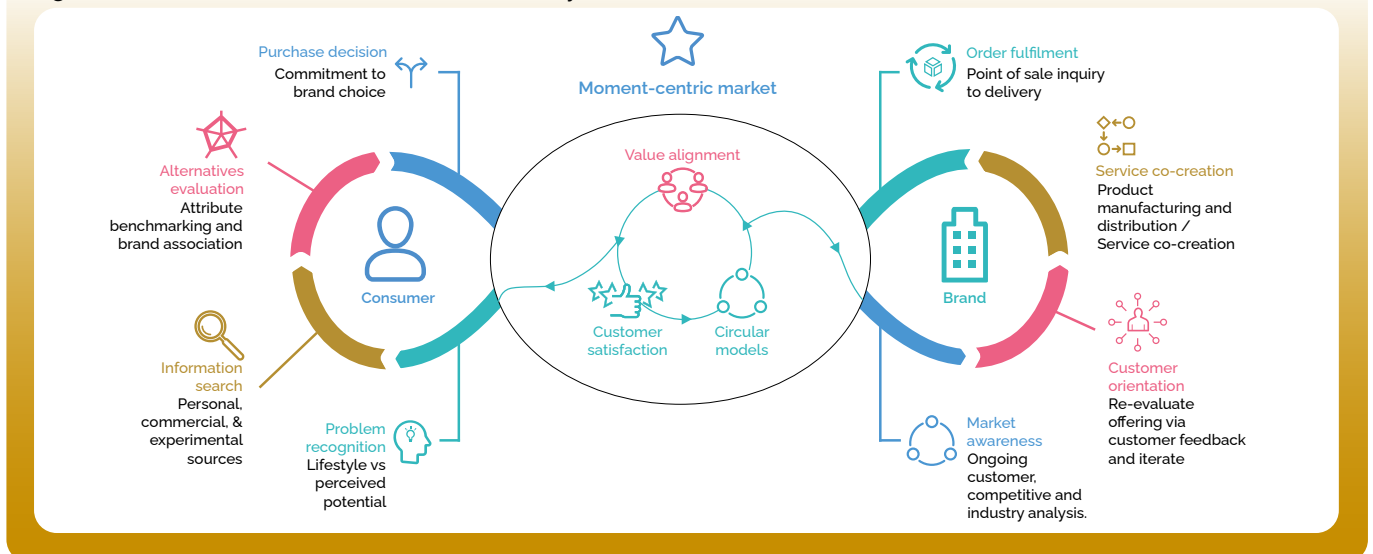 Purchase decision
Commitment to
brand choice
Alternatives
evaluation
Attribute
benchmarking and
brand association
Information
search
Personal,
commercial, &
experimental
sources
Problem
recognition
Lifestyle vs
perceived
potential
Consumer
Moment-centric market
Value alignment
Customer
satisfaction
Circular
models
Order fulfilment
Point of sale inquiry
to delivery
Service co-creation
Product
manufacturing and
distribution /
Service co-creation
Brand
Customer
orientation
Re-evaluate
offering via
customer feedback
and iterate
Market
awareness
Ongoing
customer,
competitive and
industry analysis.